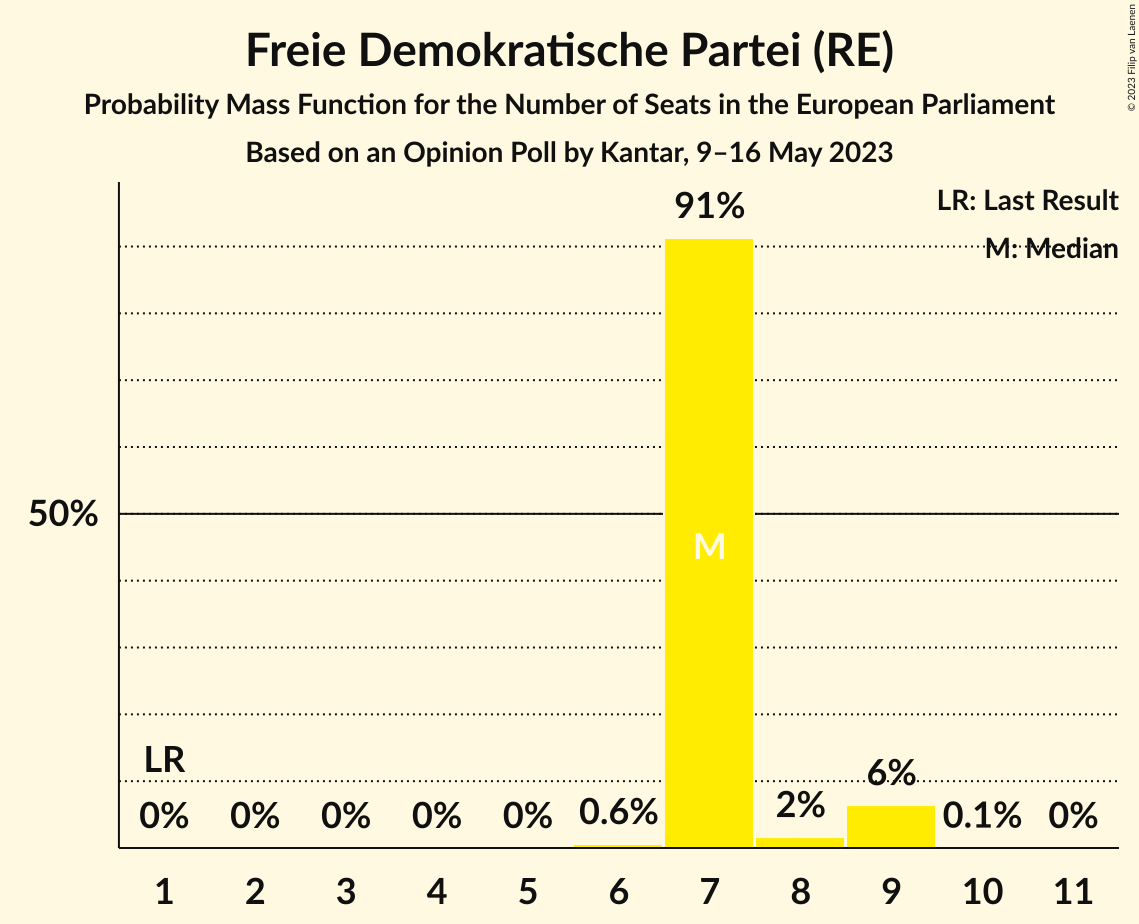 Freie Demokratische Partei (RE)
Probability Mass Function for the Number of Seats in the European Parliament
Based on an Opinion Poll by Kantar, 9–16 May 2023
© 2023 Filip van Laenen
LR: Last Result
M: Median
91%
50%
M
LR
0%
0%
0%
0%
0%
0.6%
2%
6%
0.1%
0%
1 2 3 4 5 6 7 8 9 10 11